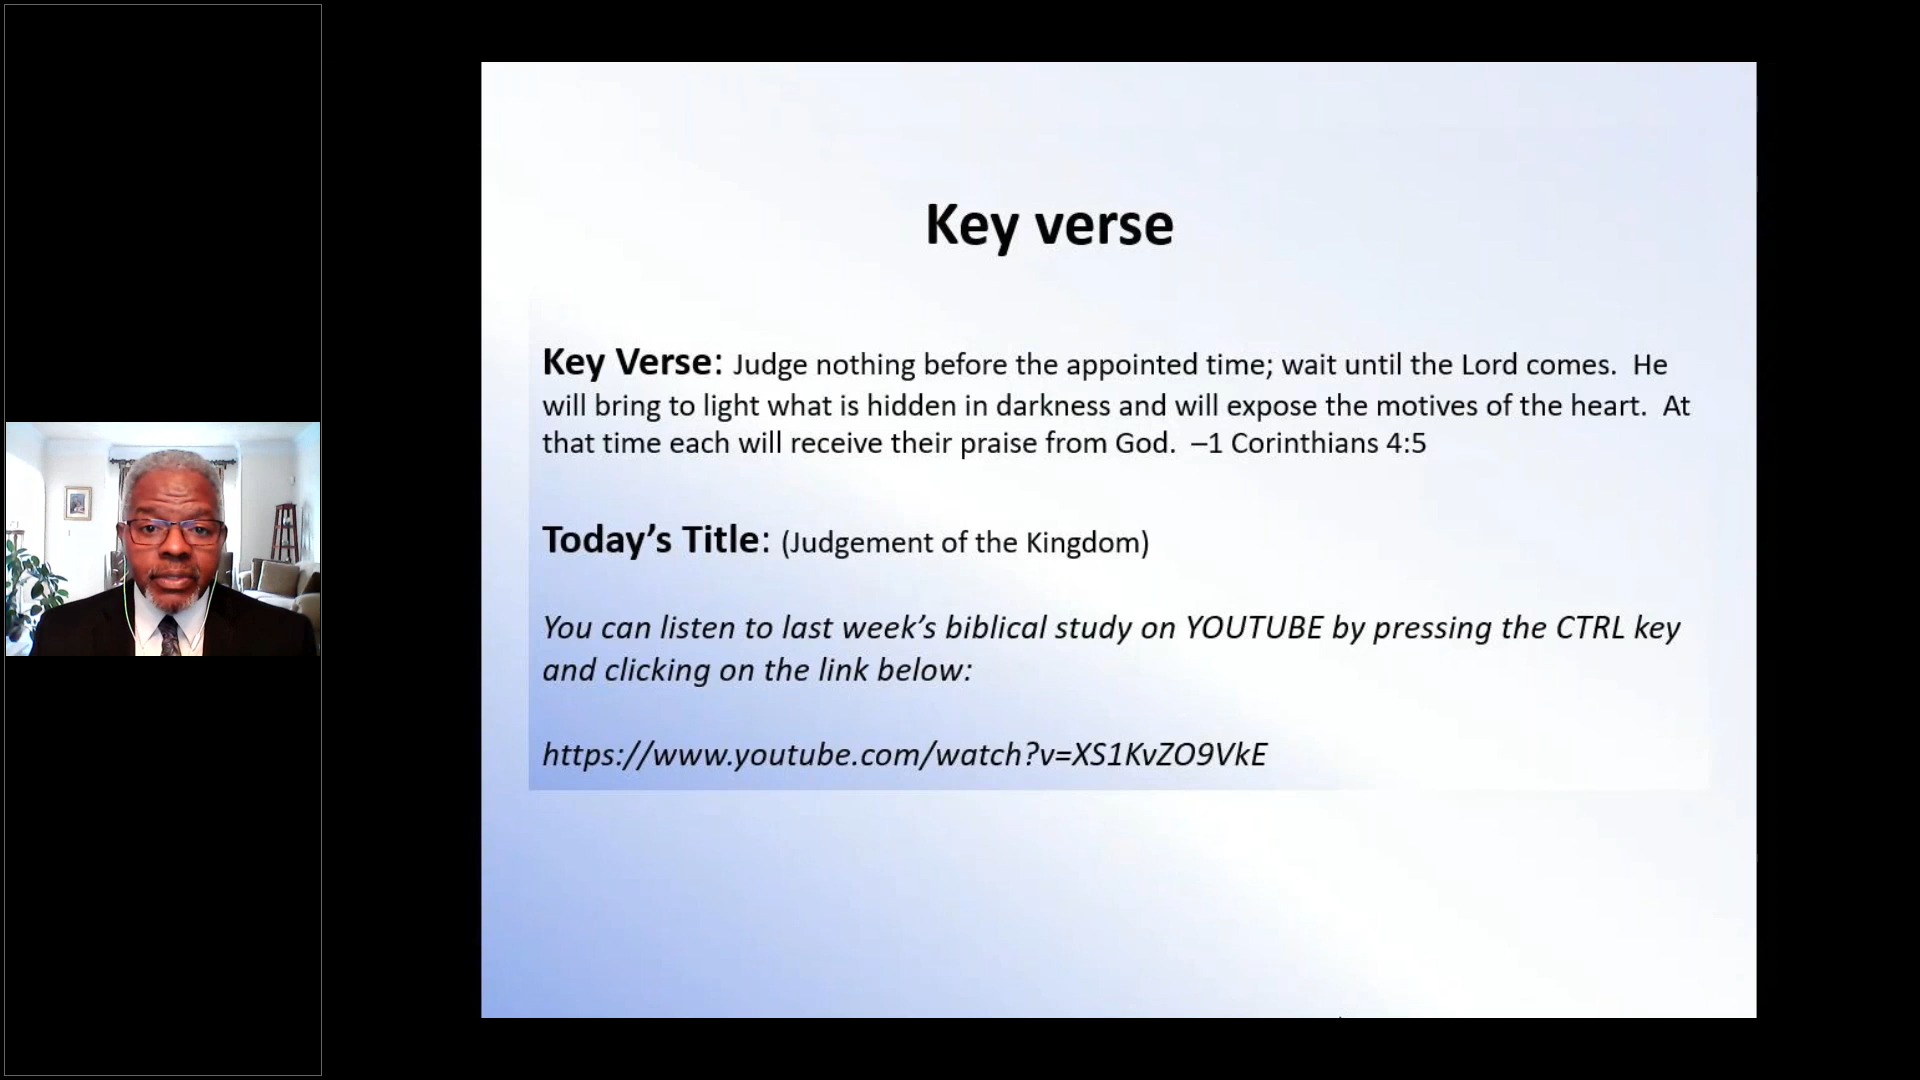 Key verse
Key Verse: Judge nothing before the appointed time; wait until the Lord comes.  He
will bring to light what is hidden in darkness and will expose the motives of the heart.  At
that time each will receive their praise from God.  –1 Corinthians 4:5
Today’s Title: (Judgement of the Kingdom)
You can listen to last week’s biblical study on YOUTUBE by pressing the CTRL key
and clicking on the link below:
https://www.youtube.com/watch?v=XS1KvZO9VkE